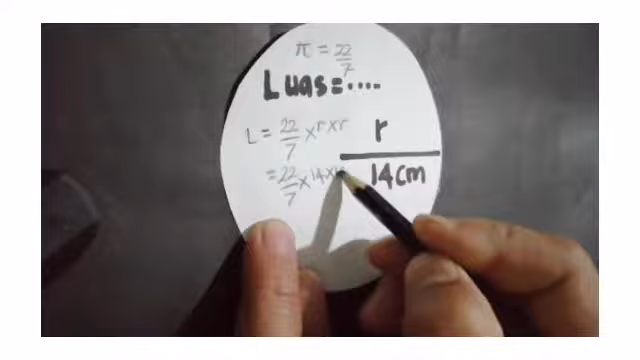 π = 22/7
Luas=....
L = 22/7 x r x r
r
= 22/7 x 14 x
14cm